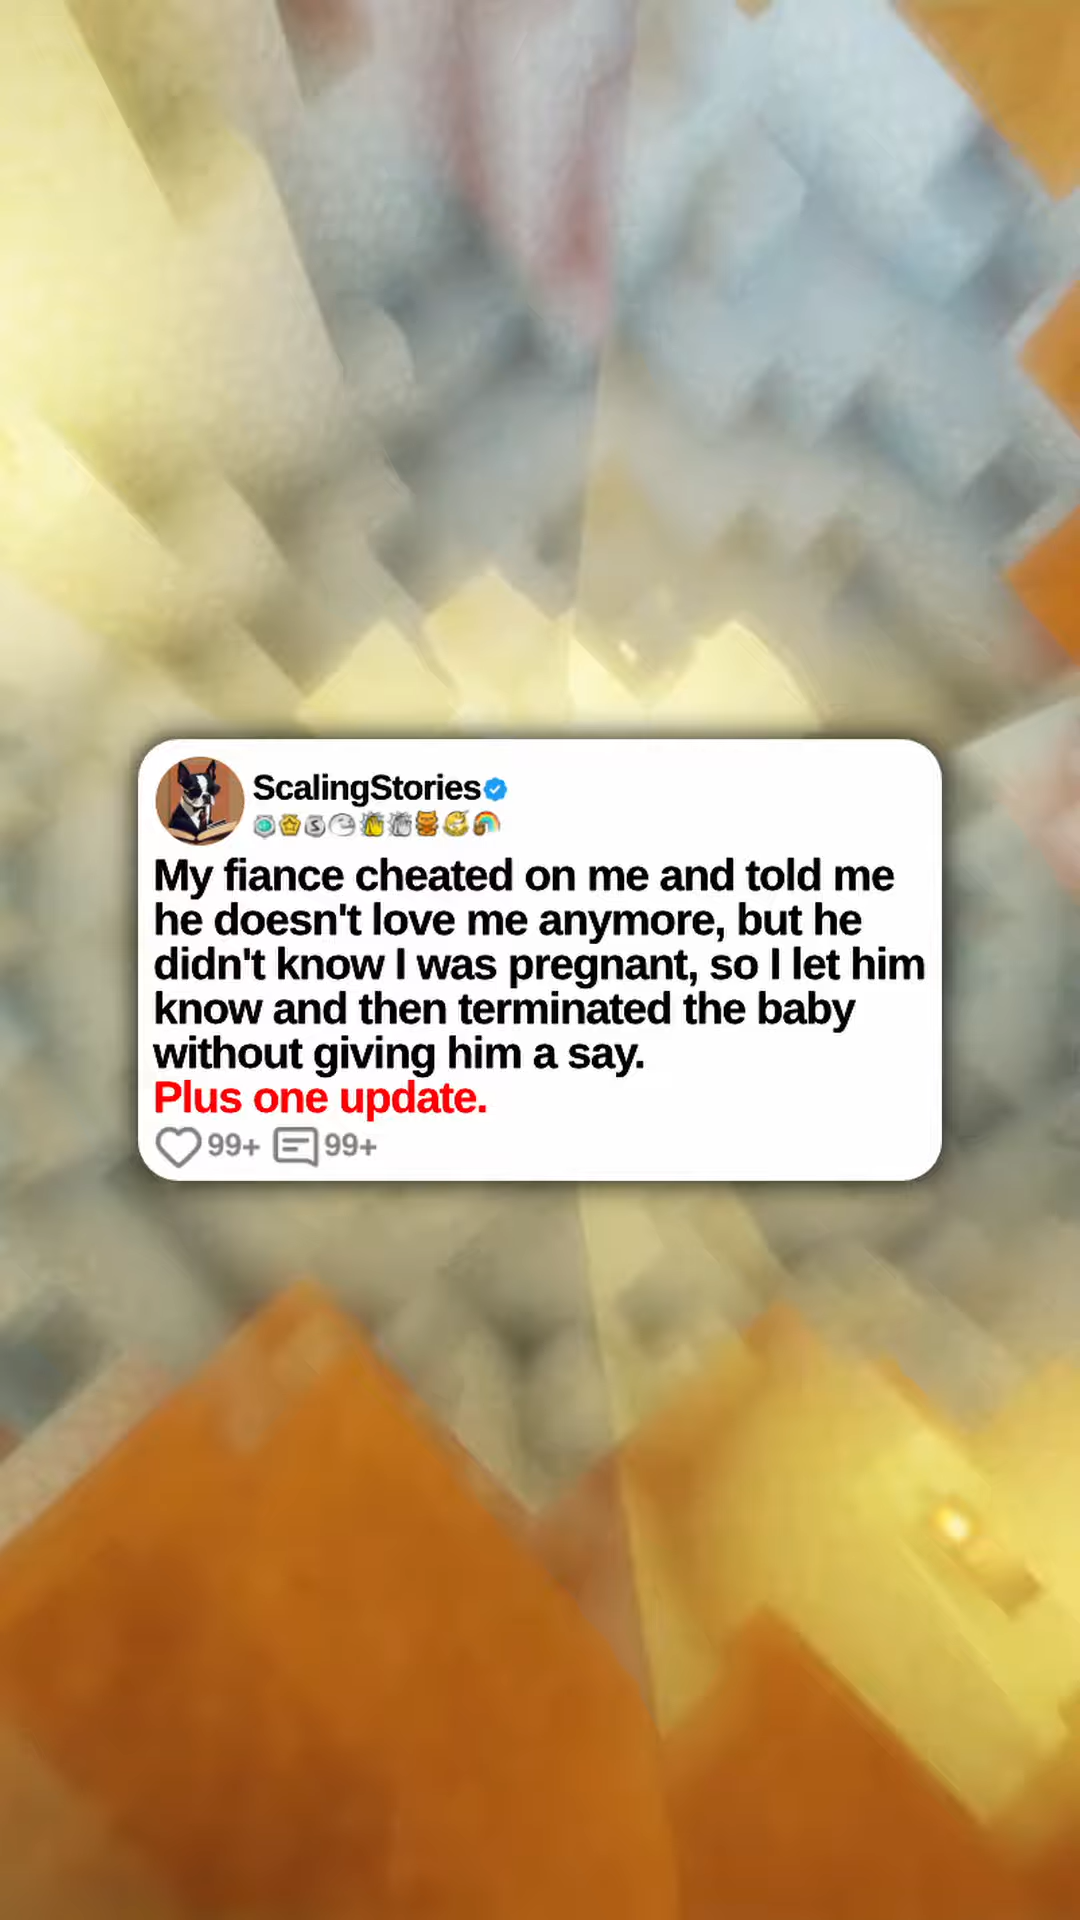 ScalingStories
My fiance cheated on me and told me
he doesn't love me anymore, but he
didn't know I was pregnant, so I let him
know and then terminated the baby
without giving him a say.
Plus one update.
99+ 99+